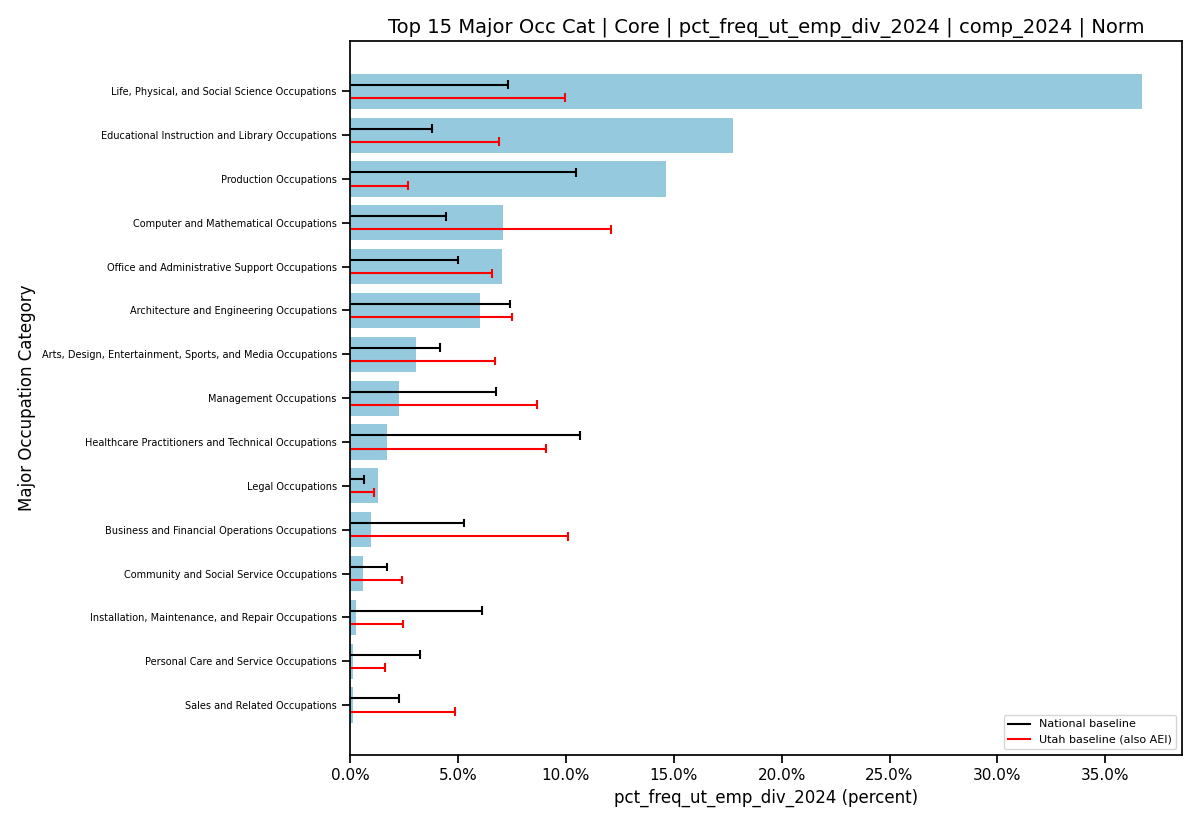 Top 15 Major Occ Cat | Core | pct_freq_ut_emp_div_2024 | comp_2024 | Norm
Major Occupation Category
Life, Physical, and Social Science Occupations
Educational Instruction and Library Occupations
Production Occupations
Computer and Mathematical Occupations
Office and Administrative Support Occupations
Architecture and Engineering Occupations
Arts, Design, Entertainment, Sports, and Media Occupations
Management Occupations
Healthcare Practitioners and Technical Occupations
Legal Occupations
Business and Financial Operations Occupations
Community and Social Service Occupations
Installation, Maintenance, and Repair Occupations
Personal Care and Service Occupations
Sales and Related Occupations
National baseline
Utah baseline (also AEI)
0.0% 5.0% 10.0% 15.0% 20.0% 25.0% 30.0% 35.0%
pct_freq_ut_emp_div_2024 (percent)